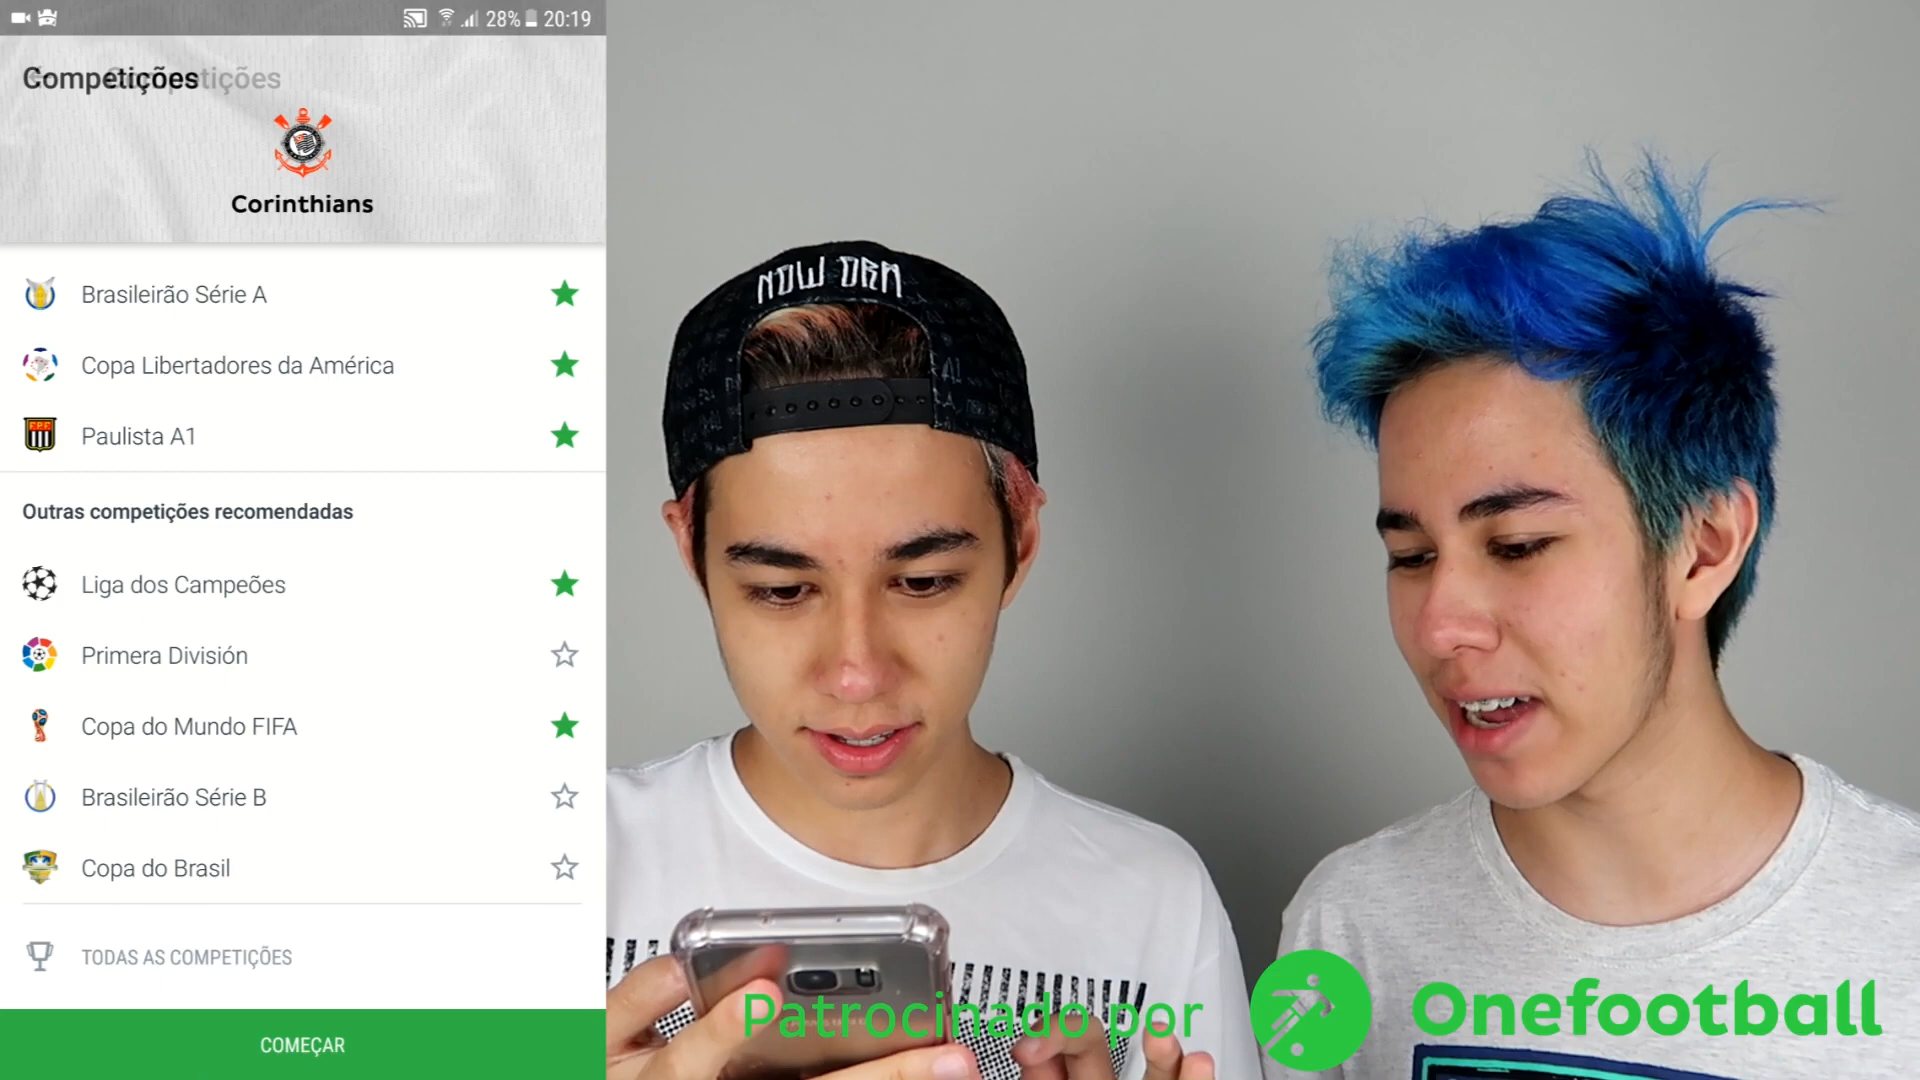 28% 20:19
Competições
Corinthians
Brasileirão Série A
Copa Libertadores da América
Paulista A1
Outras competições recomendadas
Liga dos Campeões
Primera División
Copa do Mundo FIFA
Brasileirão Série B
Copa do Brasil
TODAS AS COMPETIÇÕES
COMEÇAR
Patrocinado por
Onefootball